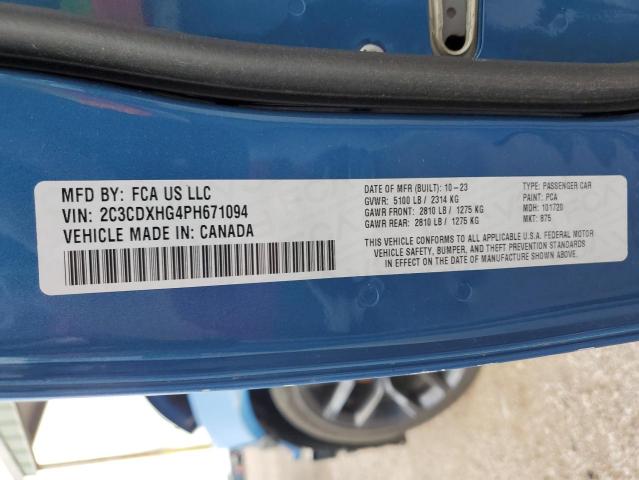 MFD BY: FCA US LLC
VIN: 2C3CDXHG4PH671094
VEHICLE MADE IN: CANADA
DATE OF MFR (BUILT): 10-23
GVWR: 5100 LB / 2314 KG
GAWR FRONT: 2810 LB / 1275 KG
GAWR REAR: 2810 LB / 1275 KG
TYPE: PASSENGER CAR
PAINT: PCA
MDH: 101720
MKT: 875
THIS VEHICLE CONFORMS TO ALL APPLICABLE U.S.A. FEDERAL MOTOR
VEHICLE SAFETY, BUMPER, AND THEFT PREVENTION STANDARDS
IN EFFECT ON THE DATE OF MANUFACTURE SHOWN ABOVE.